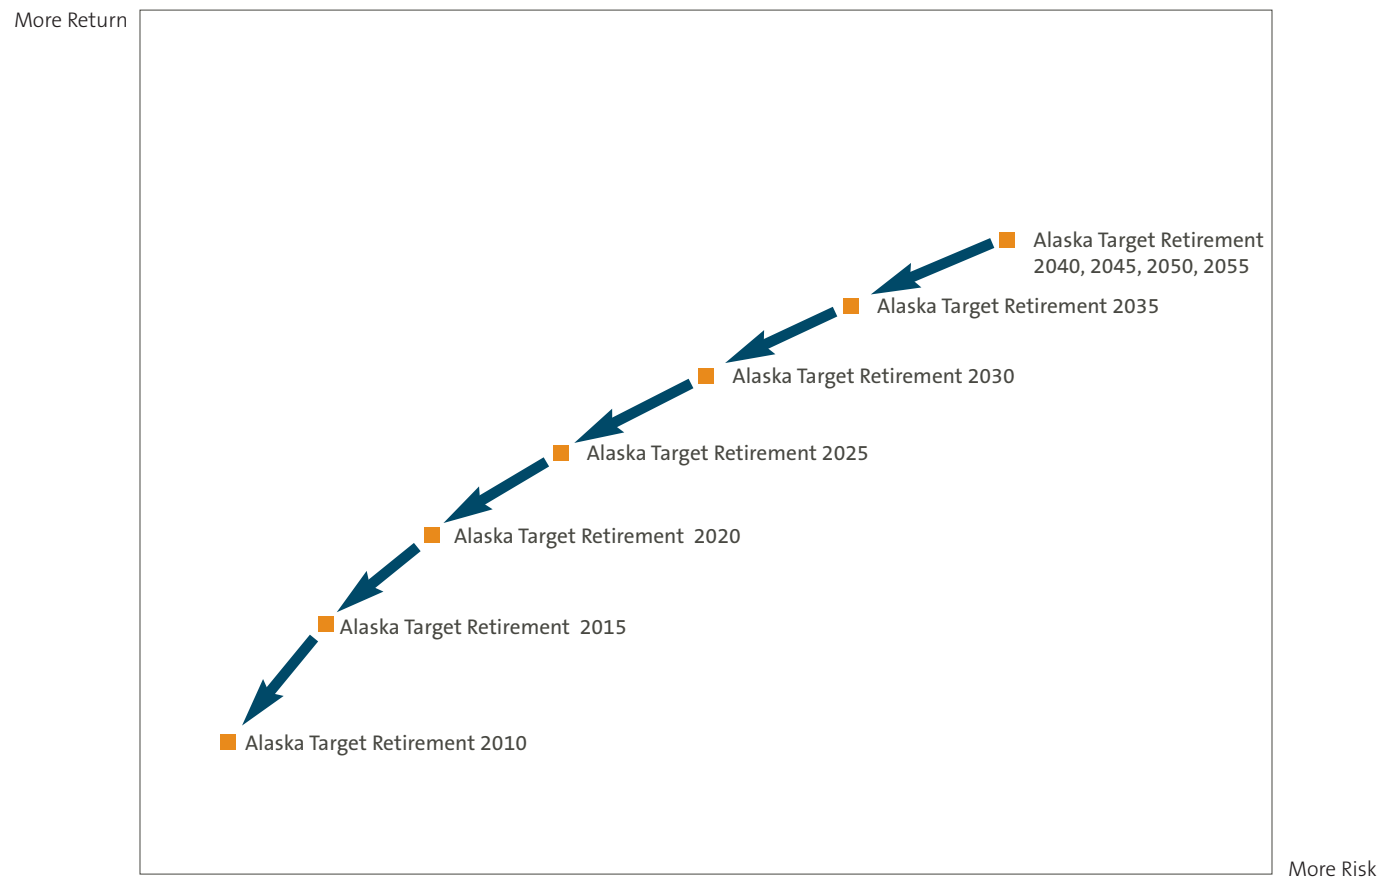 More Return
Alaska Target Retirement
2040, 2045, 2050, 2055
Alaska Target Retirement 2035
Alaska Target Retirement 2030
Alaska Target Retirement 2025
Alaska Target Retirement  2020
Alaska Target Retirement  2015
Alaska Target Retirement 2010
More Risk